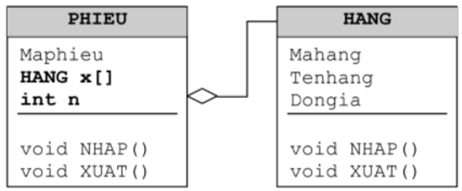 PHIEU
Maphieu
HANG x[]
int n
void NHAP()
void XUAT()
HANG
Mahang
Tenhang
Dongia
void NHAP()
void XUAT()